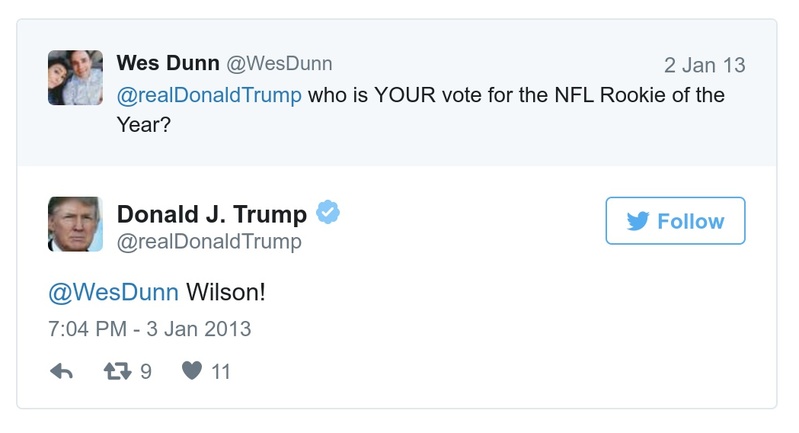 Wes Dunn @WesDunn 2 Jan 13
@realDonaldTrump who is YOUR vote for the NFL Rookie of the
Year?
Donald J. Trump
@realDonaldTrump
Follow
@WesDunn Wilson!
7:04 PM - 3 Jan 2013
9 11